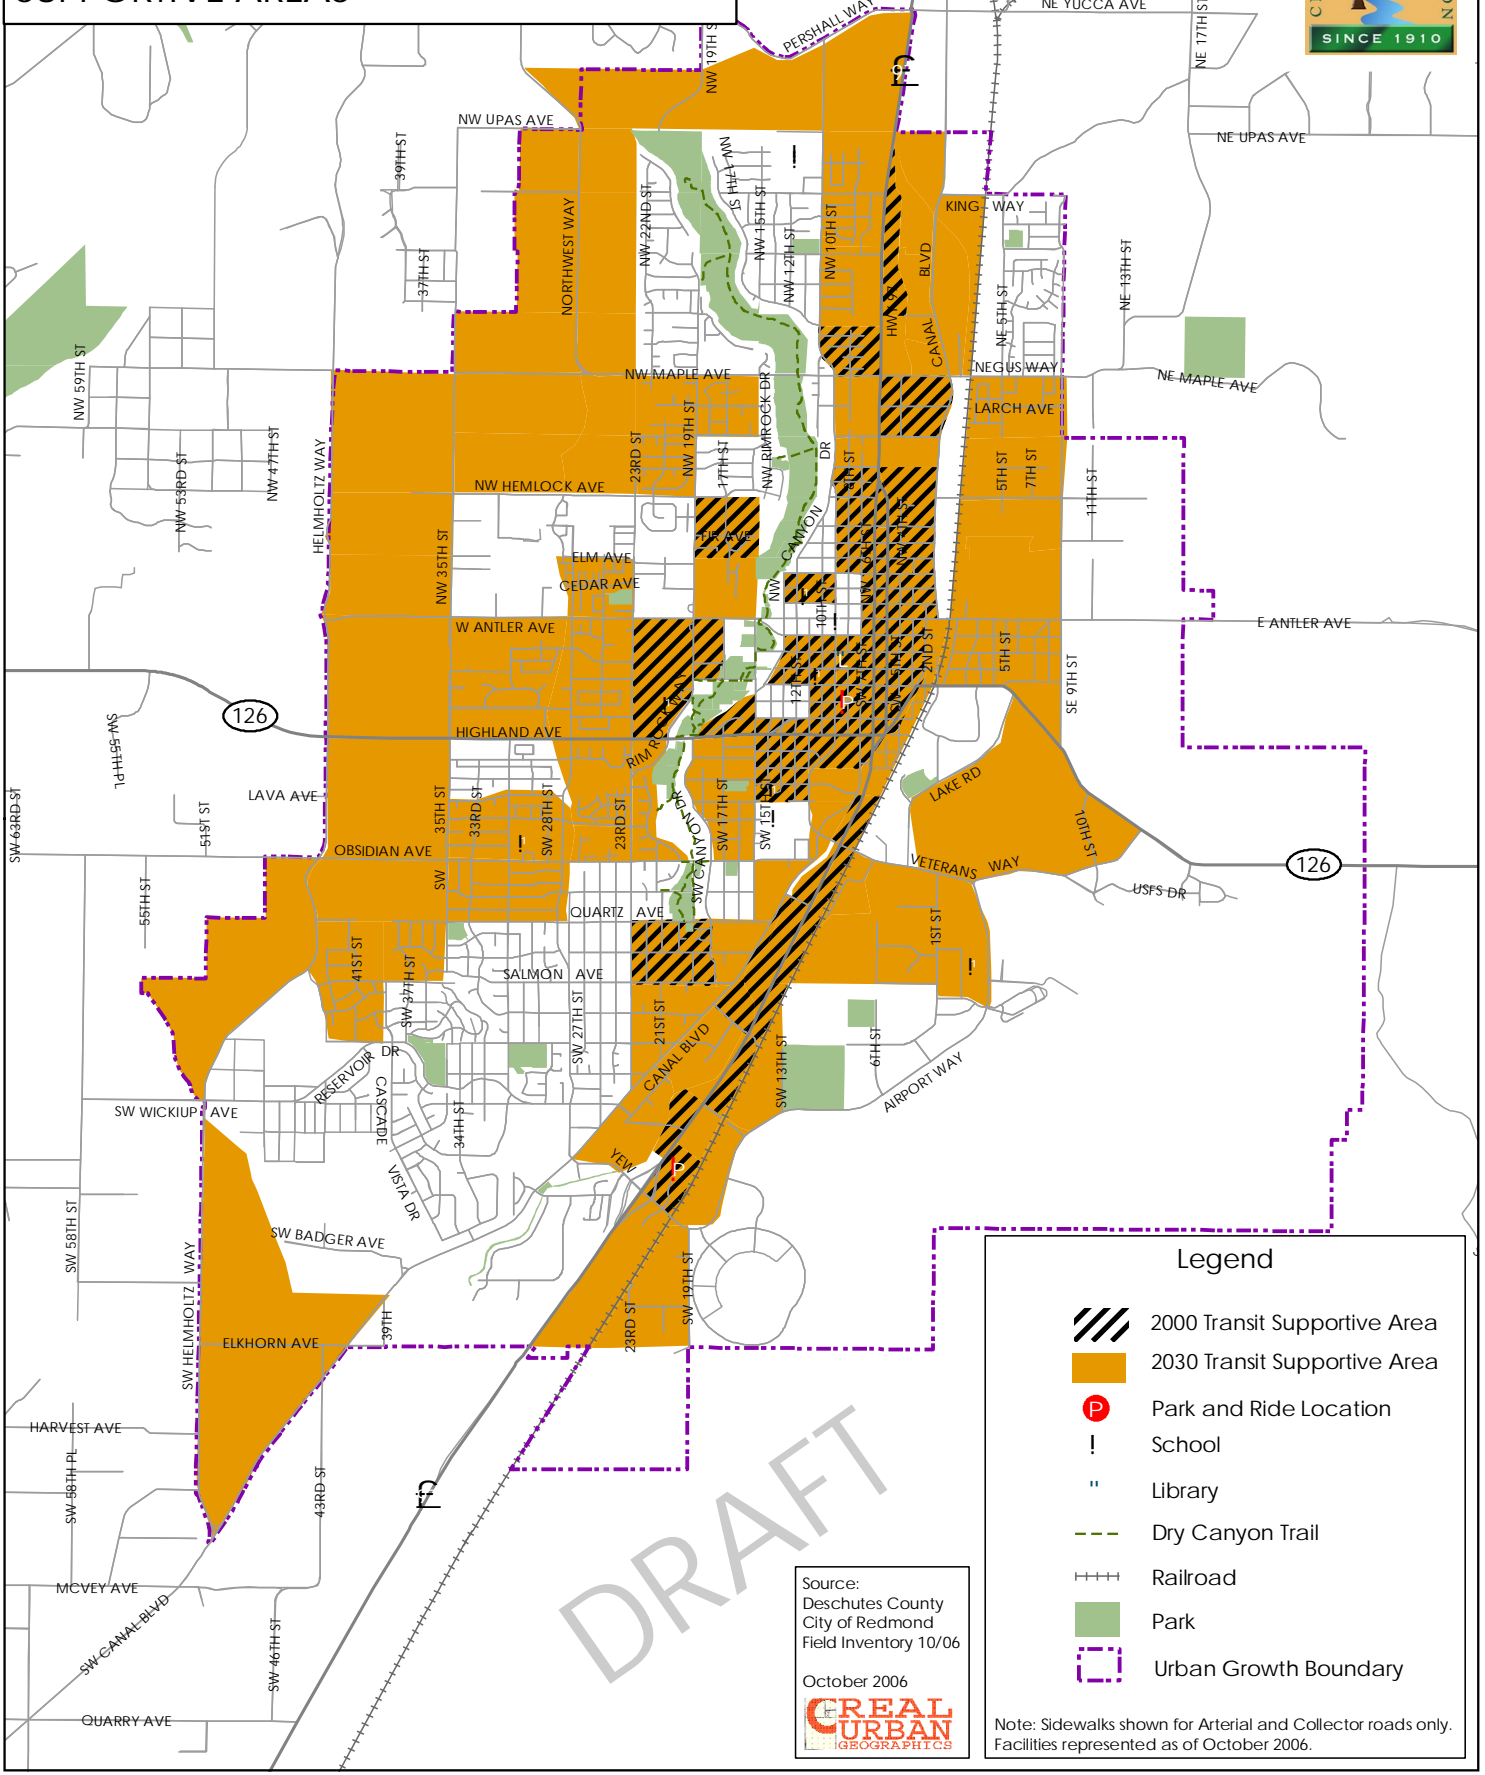 SUPPORTIVE AREAS
NE YUCCA AVE
PERSHALL WAY
NW 19TH S
NE 17TH ST
SINCE 1910
NW UPAS AVE
NE UPAS AVE
39TH ST
NW 17TH ST
NW 15TH ST
NW 22ND ST
NORTHWEST WAY
NW 12TH ST
NW 10TH ST
KING WAY
37TH ST
BLVD
CANAL
NE 5TH ST
NE 13TH ST
NW 59TH ST
NW MAPLE AVE
NEGUS WAY
NE MAPLE AVE
LARCH AVE
NW RIMROCK DR
NW 19TH ST
23RD ST
17TH ST
DR
5TH ST
7TH ST
11TH ST
NW 47TH ST
NW 53RD ST
HELMHOLTZ WAY
NW HEMLOCK AVE
FIR AVE
CANYON
NW
NW 35TH ST
ELM AVE
CEDAR AVE
10TH ST
W ANTLER AVE
E ANTLER AVE
2ND ST
5TH ST
SE 9TH ST
12TH ST
P
126
SW 55TH PL
HIGHLAND AVE
RIM ROCK WAY
LAVA AVE
LAKE RD
SW 63RD ST
51ST ST
35TH ST
SW
33RD ST
SW 28TH ST
23RD ST
SW 17TH ST
SW 15TH ST
SW CANYON DR
10TH ST
OBSIDIAN AVE
VETERANS WAY
126
USFS DR
55TH ST
QUARTZ AVE
1ST ST
41ST ST
SW 37TH ST
SALMON AVE
SW 27TH ST
21ST ST
CANAL BLVD
SW 13TH ST
6TH ST
AIRPORT WAY
RESERVOIR DR
CASCADE
VISTA DR
34TH ST
SW WICKIUP AVE
YEW
P
SW 58TH ST
SW BADGER AVE
SW HELMHOLTZ WAY
39TH
ELKHORN AVE
23RD ST
SW 19TH ST
HARVEST AVE
SW 58TH PL
43RD ST
MCVEY AVE
SW CANAL BLVD
SW 46TH ST
QUARRY AVE
DRAFT
Legend
2000 Transit Supportive Area
2030 Transit Supportive Area
P Park and Ride Location
! School
" Library
Dry Canyon Trail
Railroad
Park
Urban Growth Boundary
Note: Sidewalks shown for Arterial and Collector roads only.
Facilities represented as of October 2006.
Source:
Deschutes County
City of Redmond
Field Inventory 10/06
October 2006
REAL
URBAN
GEOGRAPHICS